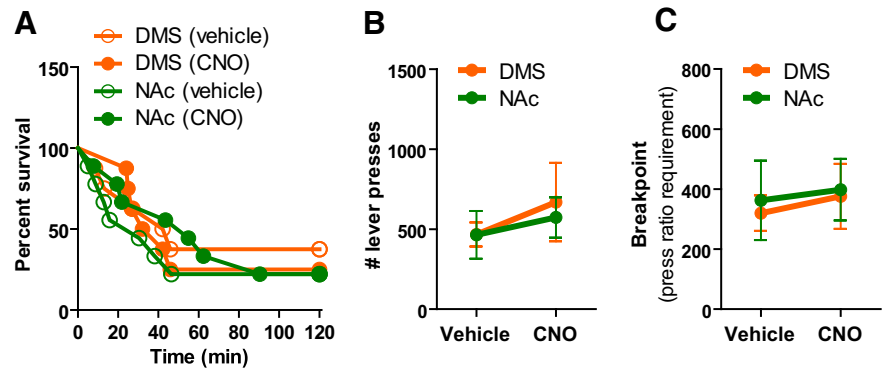 A
DMS (vehicle)
DMS (CNO)
NAc (vehicle)
NAc (CNO)
Percent survival
150
100
50
0
0 20 40 60 80 100 120
Time (min)
B
DMS
NAc
# lever presses
1500
1000
500
0
Vehicle CNO
C
DMS
NAc
Breakpoint
(press ratio requirement)
800
600
400
200
0
Vehicle CNO